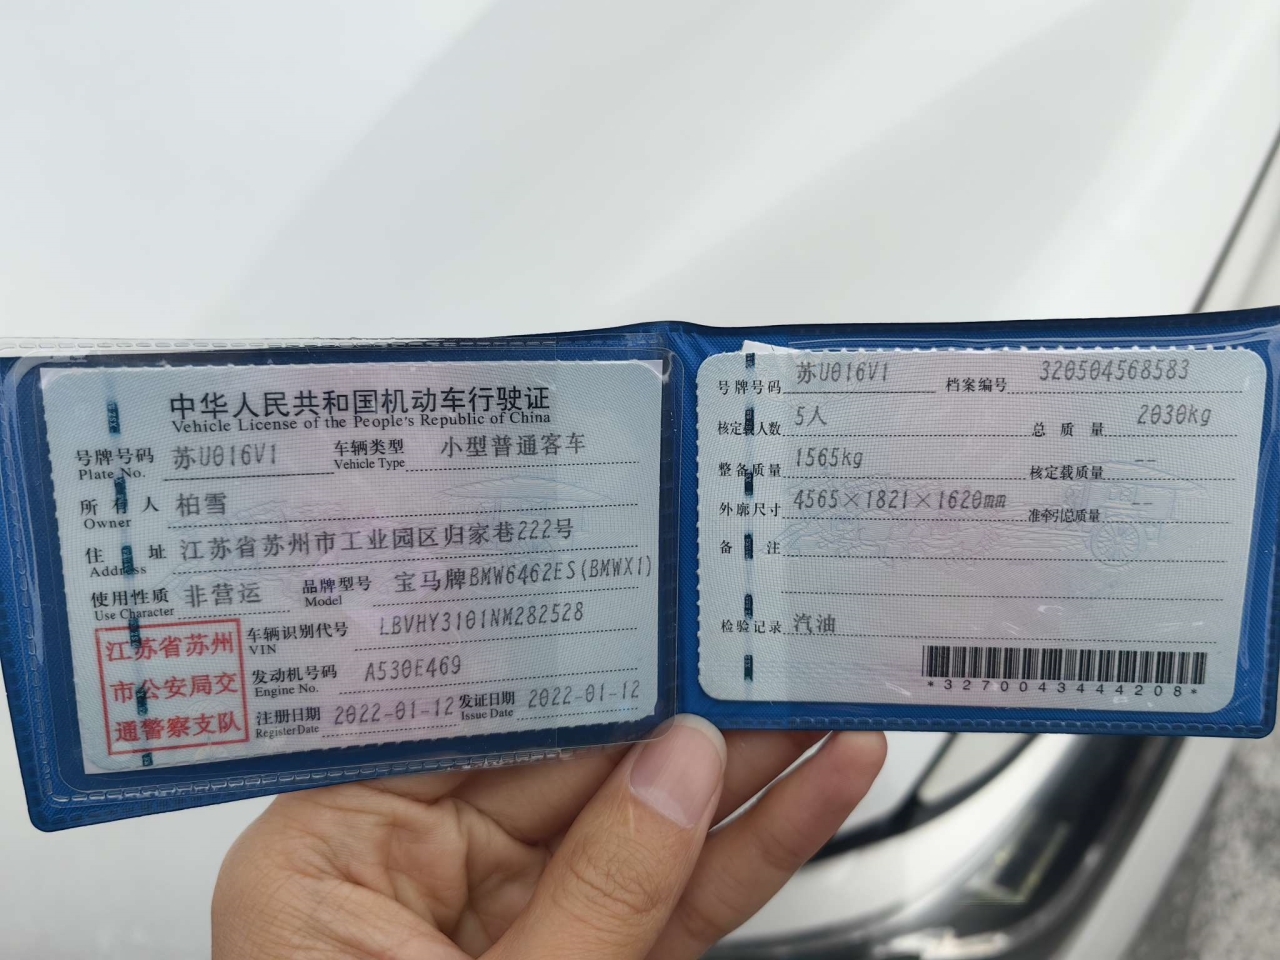 中华人民共和国机动车行驶证
Vehicle License of the People's Republic of China
号牌号码 苏U016V1 车辆类型 小型普通客车
Plate No. Vehicle Type
所有人 柏雪
Owner
住址 江苏省苏州市工业园区归家巷222号
Address
使用性质 非营运 品牌型号 宝马牌BMW6462ES(BMWX1)
Use Character Model
江苏省苏州
市公安局交
通警察支队
车辆识别代号 LBVHY3101NM282528
VIN
发动机号码 A530E469
Engine No.
注册日期 2022-01-12 发证日期 2022-01-12
Register Date Issue Date
号牌号码 苏U016V1 档案编号 320504568583
核定载人数 5人 总质量 2030kg
整备质量 1565kg 核定载质量 --
外廓尺寸 4565×1821×1620mm 准牵引总质量 --
备注
检验记录 汽油
*3270043444208*